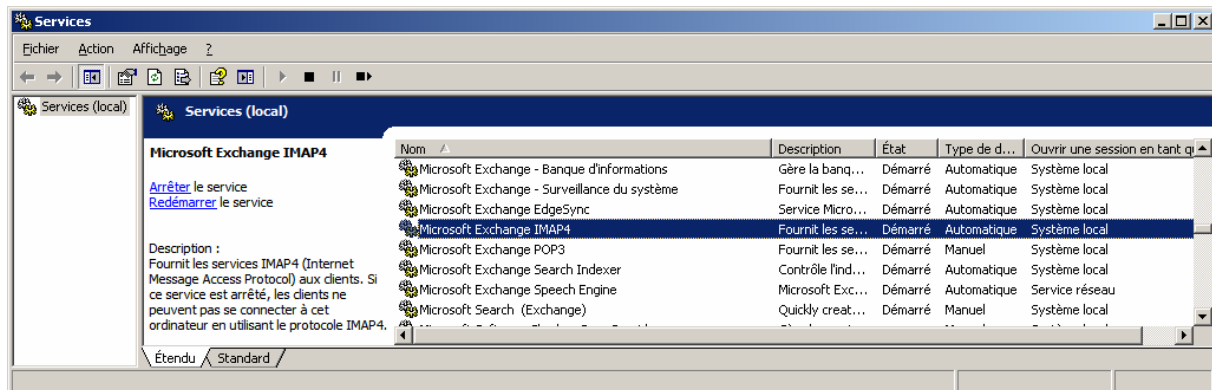 Services
Fichier Action Affichage ?
Services (local)
Services (local)
Microsoft Exchange IMAP4
Arrêter le service
Redémarrer le service
Description :
Fournit les services IMAP4 (Internet
Message Access Protocol) aux clients. Si
ce service est arrêté, les clients ne
peuvent pas se connecter à cet
ordinateur en utilisant le protocole IMAP4.
Nom Description État Type de d... Ouvrir une session en tant
Microsoft Exchange - Banque d'informations Gère la banq... Démarré Automatique Système local
Microsoft Exchange - Surveillance du système Fournit les se... Démarré Automatique Système local
Microsoft Exchange EdgeSync Service Micro... Démarré Automatique Système local
Microsoft Exchange IMAP4 Fournit les se... Démarré Automatique Système local
Microsoft Exchange POP3 Fournit les se... Démarré Manuel Système local
Microsoft Exchange Search Indexer Contrôle l'ind... Démarré Automatique Système local
Microsoft Exchange Speech Engine Microsoft Exc... Démarré Automatique Service réseau
Microsoft Search (Exchange) Quickly creat... Démarré Manuel Système local
Étendu Standard